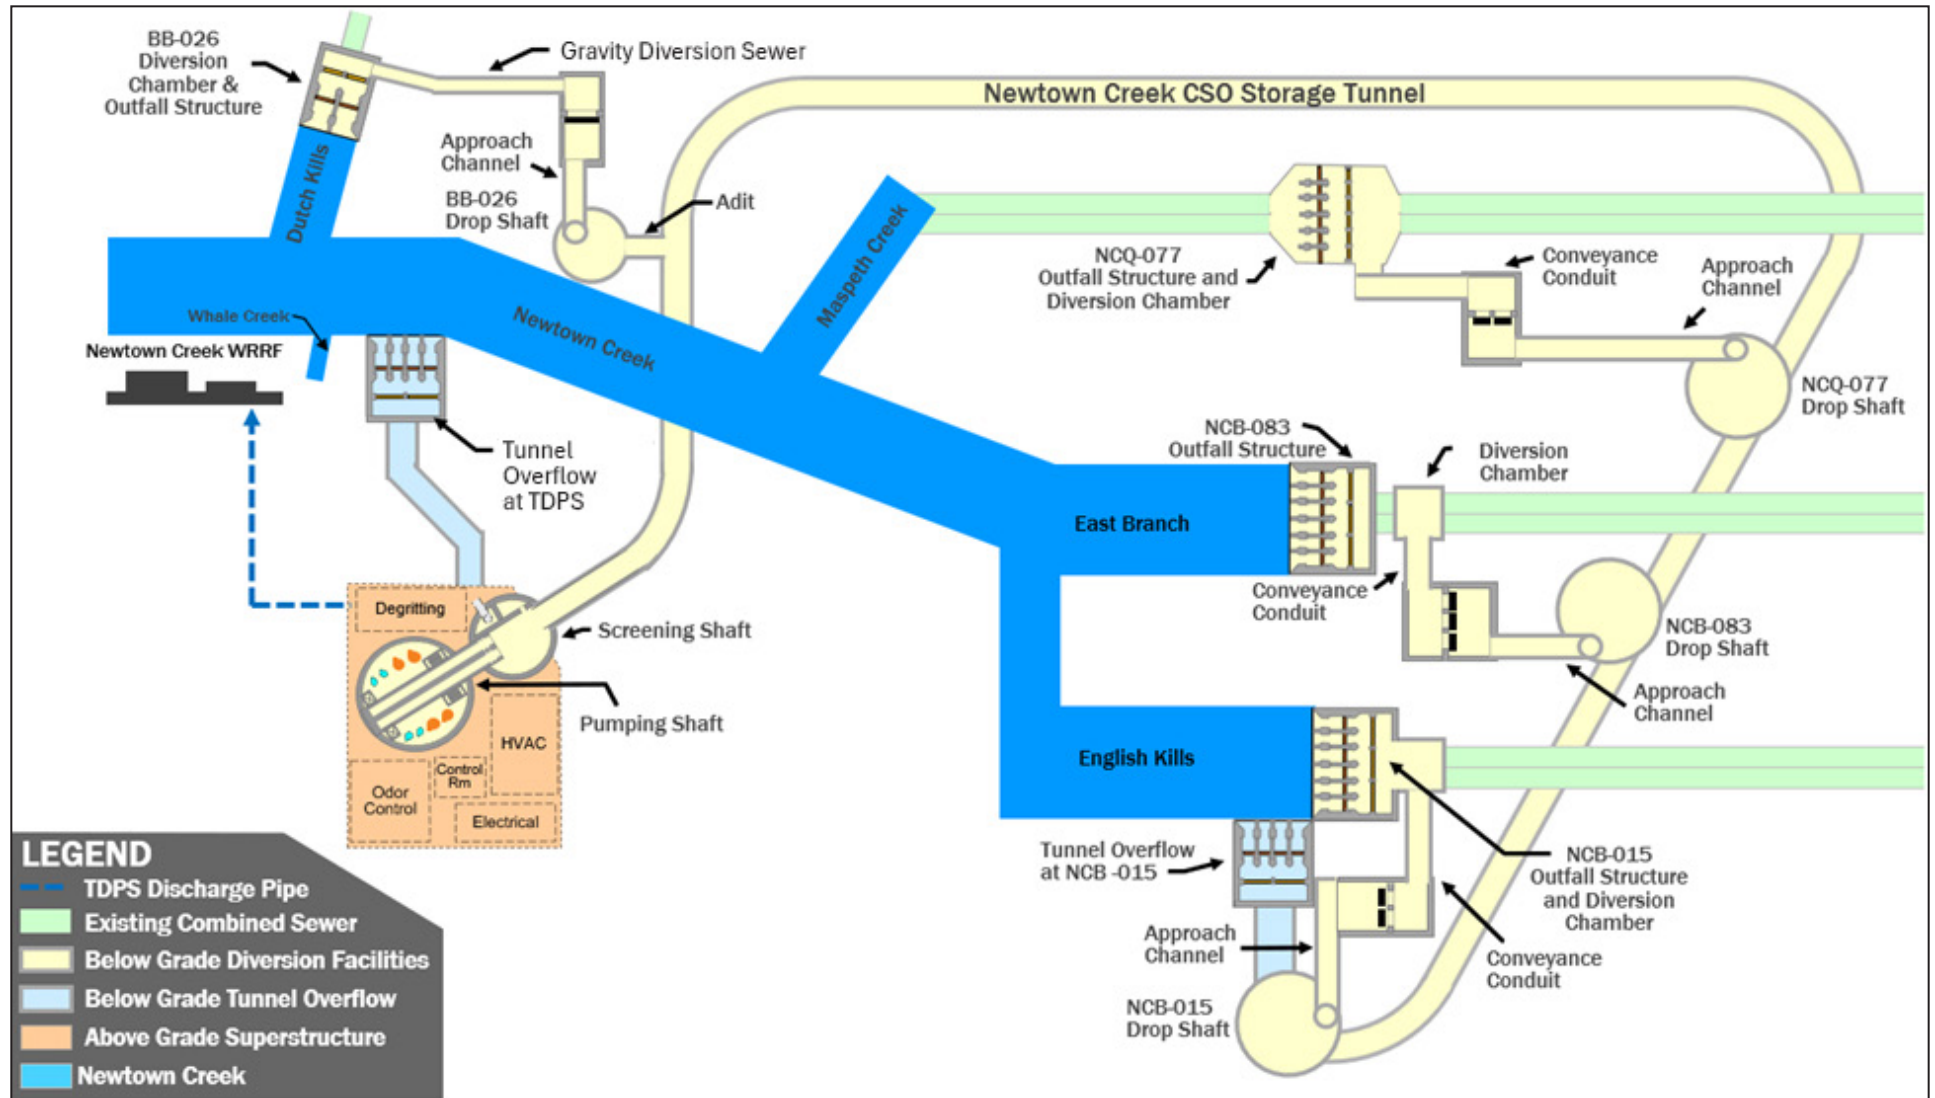 BB-026
Diversion
Chamber &
Outfall Structure
Gravity Diversion Sewer
Newtown Creek CSO Storage Tunnel
Approach
Channel
BB-026
Drop Shaft
Adit
Dutch Kills
Maspeth Creek
NCQ-077
Outfall Structure and
Diversion Chamber
Conveyance
Conduit
Approach
Channel
Whale Creek
Newtown Creek
Newtown Creek WRRF
NCQ-077
Drop Shaft
Tunnel
Overflow
at TDPS
NCB-083
Outfall Structure
Diversion
Chamber
East Branch
Conveyance
Conduit
Degritting
Screening Shaft
NCB-083
Drop Shaft
Approach
Channel
Pumping Shaft
HVAC
Control
Rm
Odor
Control
Electrical
English Kills
Tunnel Overflow
at NCB -015
NCB-015
Outfall Structure
and Diversion
Chamber
Approach
Channel
Conveyance
Conduit
NCB-015
Drop Shaft
LEGEND
TDPS Discharge Pipe
Existing Combined Sewer
Below Grade Diversion Facilities
Below Grade Tunnel Overflow
Above Grade Superstructure
Newtown Creek